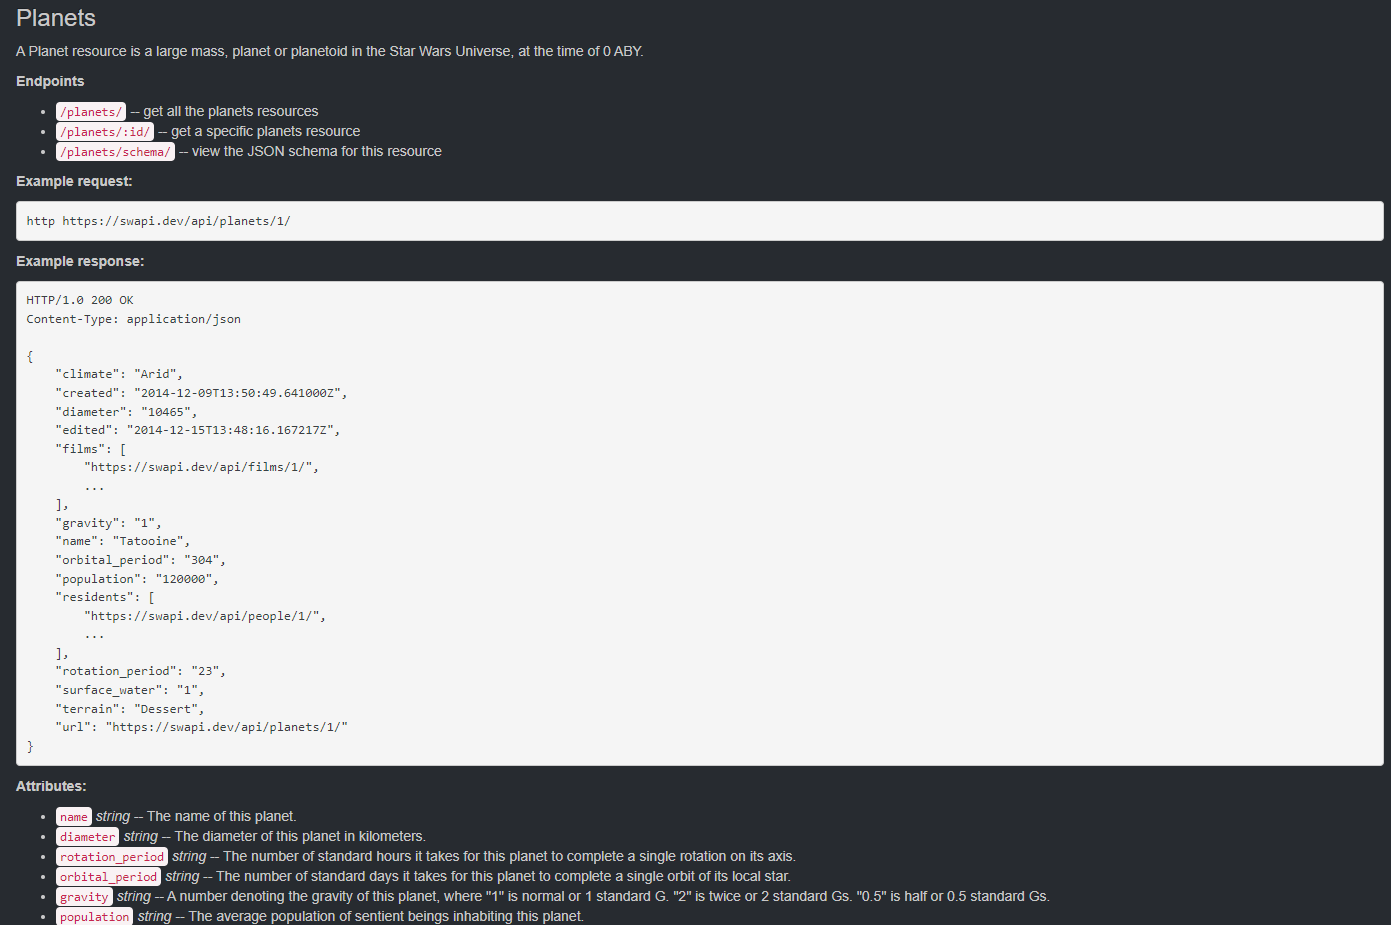 Planets
A Planet resource is a large mass, planet or planetoid in the Star Wars Universe, at the time of 0 ABY.
Endpoints
• /planets/ -- get all the planets resources
• /planets/:id/ -- get a specific planets resource
• /planets/schema/ -- view the JSON schema for this resource
Example request:
http https://swapi.dev/api/planets/1/
Example response:
HTTP/1.0 200 OK
Content-Type: application/json

{
    "climate": "Arid",
    "created": "2014-12-09T13:50:49.641000Z",
    "diameter": "10465",
    "edited": "2014-12-15T13:48:16.167217Z",
    "films": [
        "https://swapi.dev/api/films/1/",
        ...
    ],
    "gravity": "1",
    "name": "Tatooine",
    "orbital_period": "304",
    "population": "120000",
    "residents": [
        "https://swapi.dev/api/people/1/",
        ...
    ],
    "rotation_period": "23",
    "surface_water": "1",
    "terrain": "Dessert",
    "url": "https://swapi.dev/api/planets/1/"
}
Attributes:
• name string -- The name of this planet.
• diameter string -- The diameter of this planet in kilometers.
• rotation_period string -- The number of standard hours it takes for this planet to complete a single rotation on its axis.
• orbital_period string -- The number of standard days it takes for this planet to complete a single orbit of its local star.
• gravity string -- A number denoting the gravity of this planet, where "1" is normal or 1 standard G. "2" is twice or 2 standard Gs. "0.5" is half or 0.5 standard Gs.
• population string -- The average population of sentient beings inhabiting this planet.